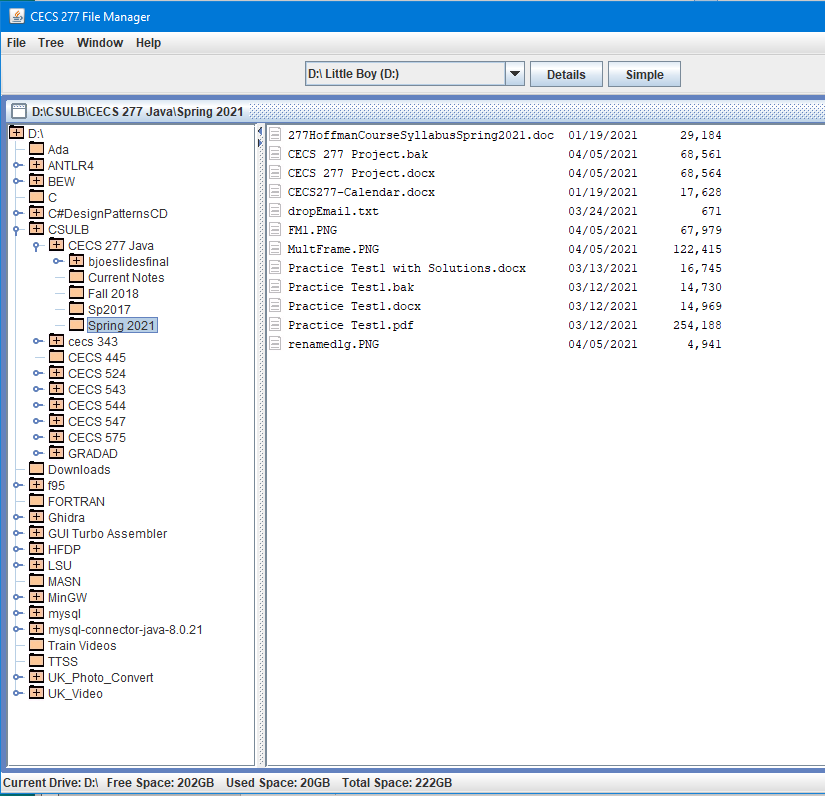 CECS 277 File Manager
File Tree Window Help
D:\ Little Boy (D:) Details Simple
D:\CSULB\CECS 277 Java\Spring 2021
D:\
Ada
ANTLR4
BEW
C
C#DesignPatternsCD
CSULB
CECS 277 Java
bjoeslidesfinal
Current Notes
Fall 2018
Sp2017
Spring 2021
cecs 343
CECS 445
CECS 524
CECS 543
CECS 544
CECS 547
CECS 575
GRADAD
Downloads
f95
FORTRAN
Ghidra
GUI Turbo Assembler
HFDP
LSU
MASN
MinGW
mysql
mysql-connector-java-8.0.21
Train Videos
TTSS
UK_Photo_Convert
UK_Video
277HoffmanCourseSyllabusSpring2021.doc 01/19/2021 29,184
CECS 277 Project.bak 04/05/2021 68,561
CECS 277 Project.docx 04/05/2021 68,564
CECS277-Calendar.docx 01/19/2021 17,628
dropEmail.txt 03/24/2021 671
FM1.PNG 04/05/2021 67,979
MultFrame.PNG 04/05/2021 122,415
Practice Test1 with Solutions.docx 03/13/2021 16,745
Practice Test1.bak 03/12/2021 14,730
Practice Test1.docx 03/12/2021 14,969
Practice Test1.pdf 03/12/2021 254,188
renamedlg.PNG 04/05/2021 4,941
Current Drive: D:\ Free Space: 202GB Used Space: 20GB Total Space: 222GB